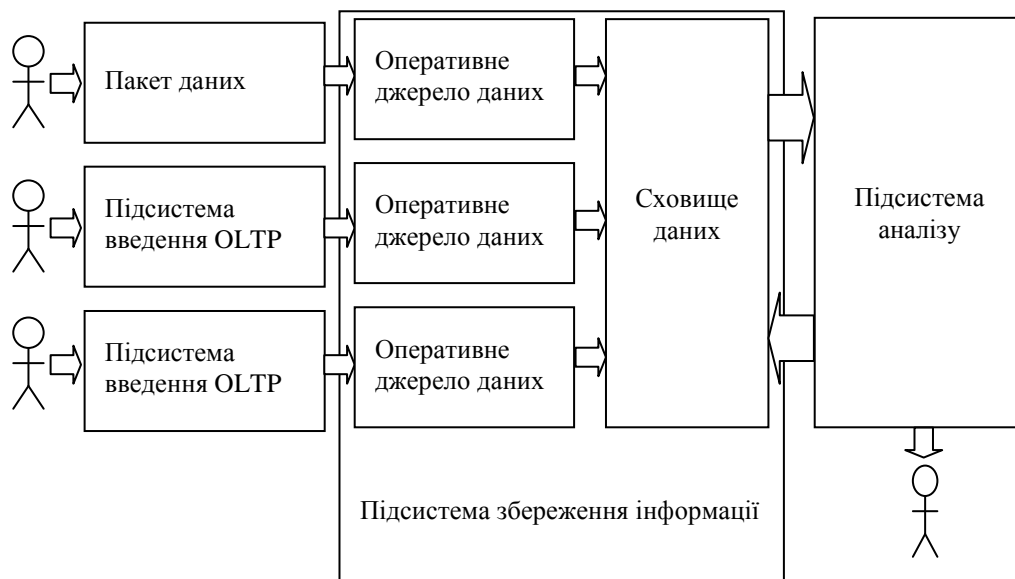 Пакет даних
Оперативне
джерело даних
Підсистема
введення OLTP
Оперативне
джерело даних
Підсистема
введення OLTP
Оперативне
джерело даних
Сховище
даних
Підсистема
аналізу
Підсистема збереження інформації